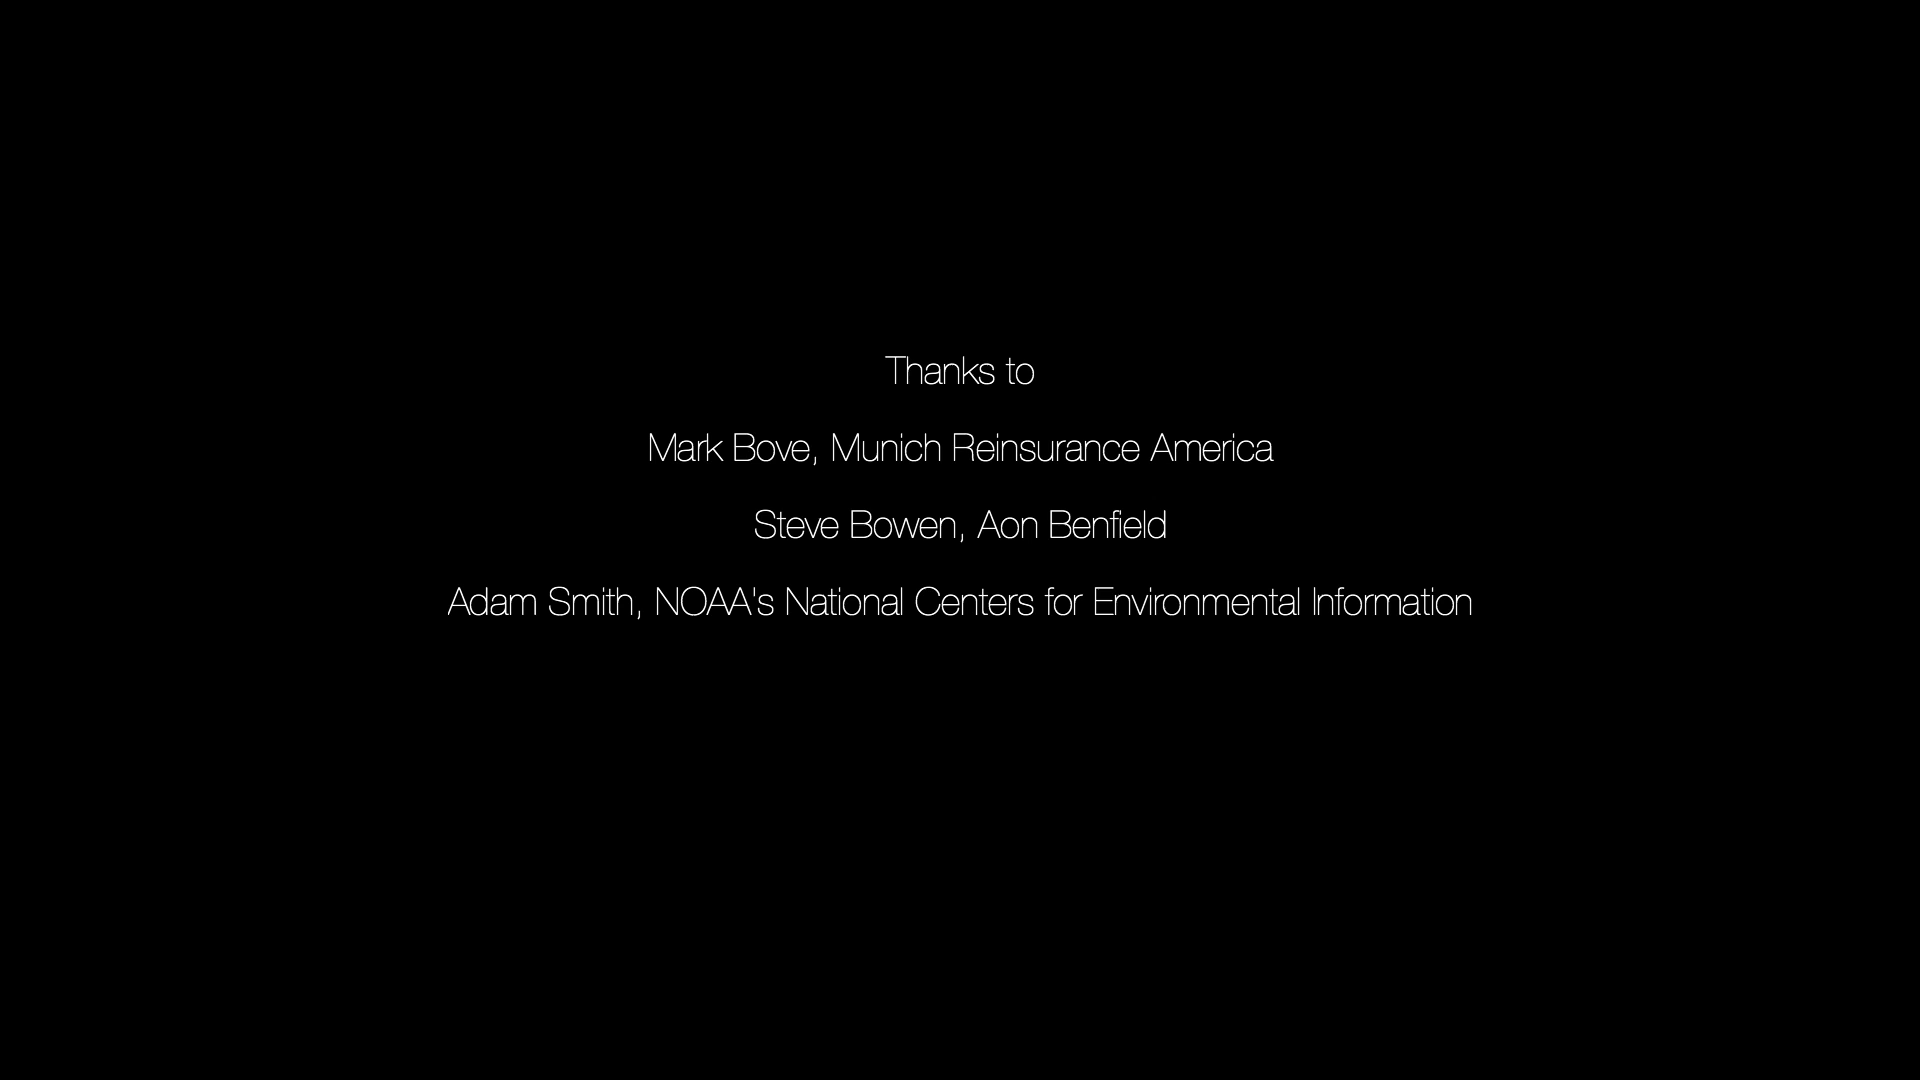 Thanks to
Mark Bove, Munich Reinsurance America
Steve Bowen, Aon Benfield
Adam Smith, NOAA's National Centers for Environmental Information